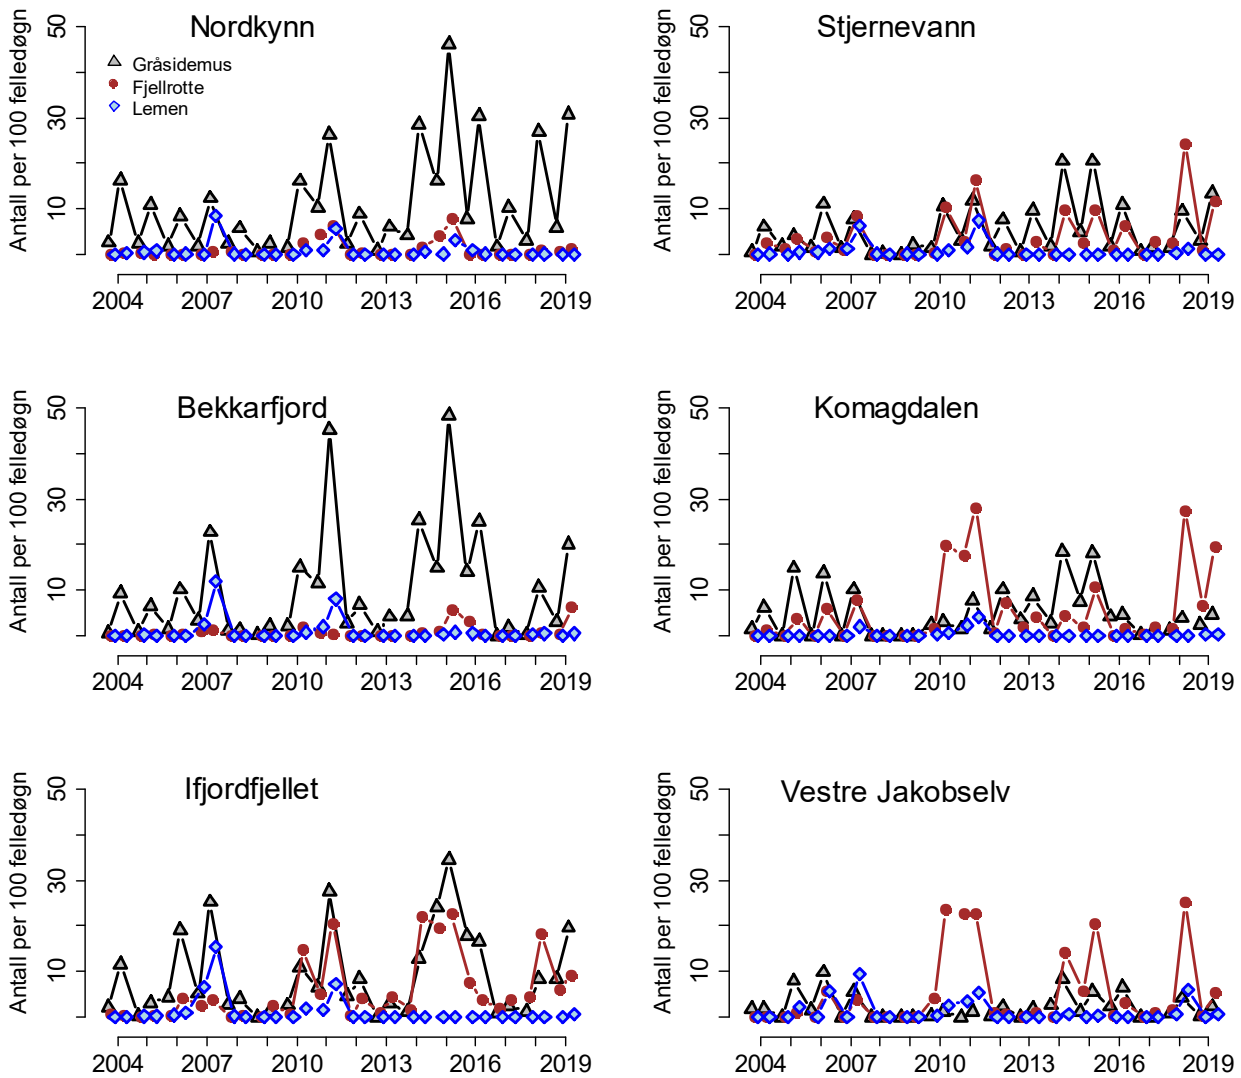 Nordkynn
Antall per 100 felledøgn
50
30
10
Gråsidemus
Fjellrotte
Lemen
2004 2007 2010 2013 2016 2019
Stjernevann
Antall per 100 felledøgn
50
30
10
2004 2007 2010 2013 2016 2019
Bekkarfjord
Antall per 100 felledøgn
50
30
10
2004 2007 2010 2013 2016 2019
Komagdalen
Antall per 100 felledøgn
50
30
10
2004 2007 2010 2013 2016 2019
Ifjordfjellet
Antall per 100 felledøgn
50
30
10
2004 2007 2010 2013 2016 2019
Vestre Jakobselv
Antall per 100 felledøgn
50
30
10
2004 2007 2010 2013 2016 2019